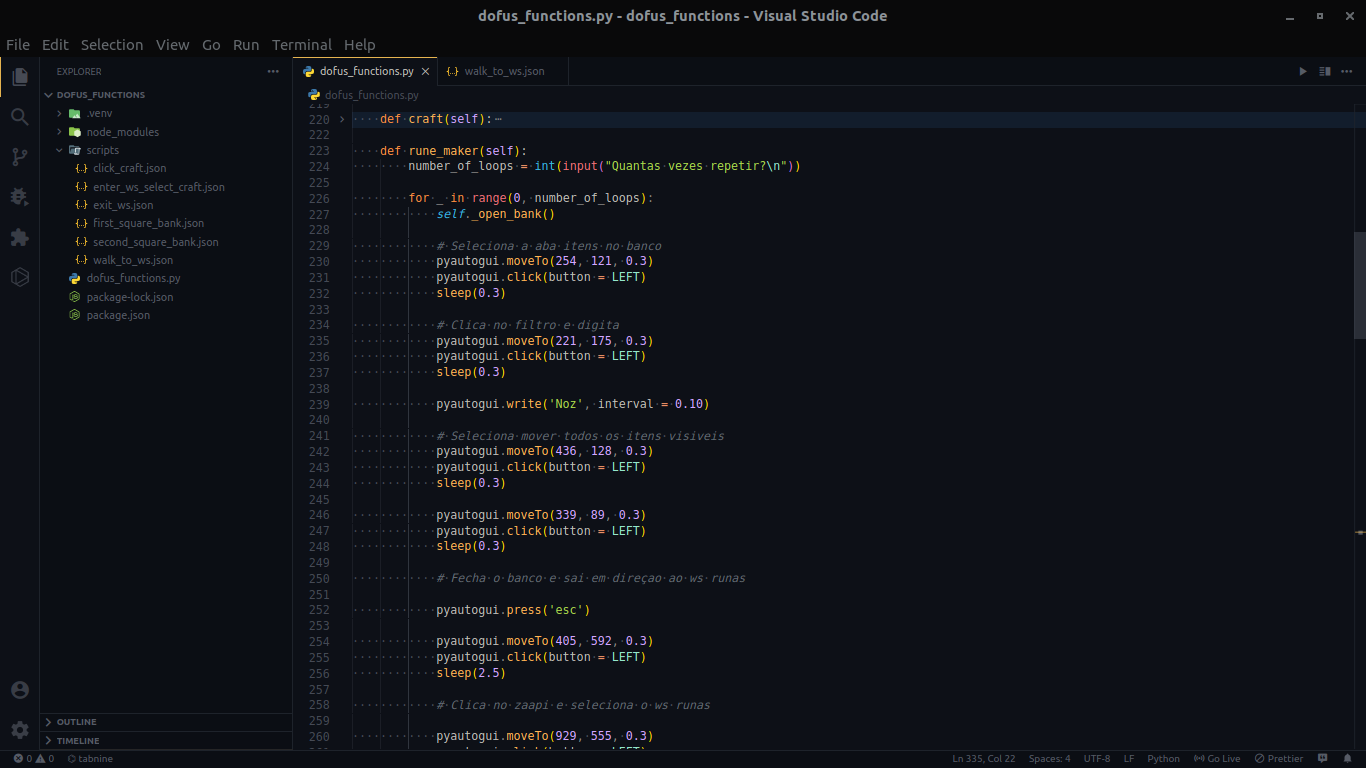 dofus_functions.py - dofus_functions - Visual Studio Code
File Edit Selection View Go Run Terminal Help
EXPLORER
DOFUS_FUNCTIONS
.venv
node_modules
scripts
click_craft.json
enter_ws_select_craft.json
exit_ws.json
first_square_bank.json
second_square_bank.json
walk_to_ws.json
dofus_functions.py
package-lock.json
package.json
OUTLINE
TIMELINE
dofus_functions.py walk_to_ws.json
dofus_functions.py
219
220 def craft(self):
222
223 def rune_maker(self):
224 number_of_loops = int(input("Quantas vezes repetir?\n"))
225
226 for _ in range(0, number_of_loops):
227 self._open_bank()
228
229 # Seleciona a aba itens no banco
230 pyautogui.moveTo(254, 121, 0.3)
231 pyautogui.click(button = LEFT)
232 sleep(0.3)
233
234 # Clica no filtro e digita
235 pyautogui.moveTo(221, 175, 0.3)
236 pyautogui.click(button = LEFT)
237 sleep(0.3)
238
239 pyautogui.write('Noz', interval = 0.10)
240
241 # Seleciona mover todos os itens visiveis
242 pyautogui.moveTo(436, 128, 0.3)
243 pyautogui.click(button = LEFT)
244 sleep(0.3)
245
246 pyautogui.moveTo(339, 89, 0.3)
247 pyautogui.click(button = LEFT)
248 sleep(0.3)
249
250 # Fecha o banco e sai em direçao ao ws runas
251
252 pyautogui.press('esc')
253
254 pyautogui.moveTo(405, 592, 0.3)
255 pyautogui.click(button = LEFT)
256 sleep(2.5)
257
258 # Clica no zaapi e seleciona o ws runas
259
260 pyautogui.moveTo(929, 555, 0.3)
0 0 tabnine Ln 335, Col 22 Spaces: 4 UTF-8 LF Python Go Live Prettier